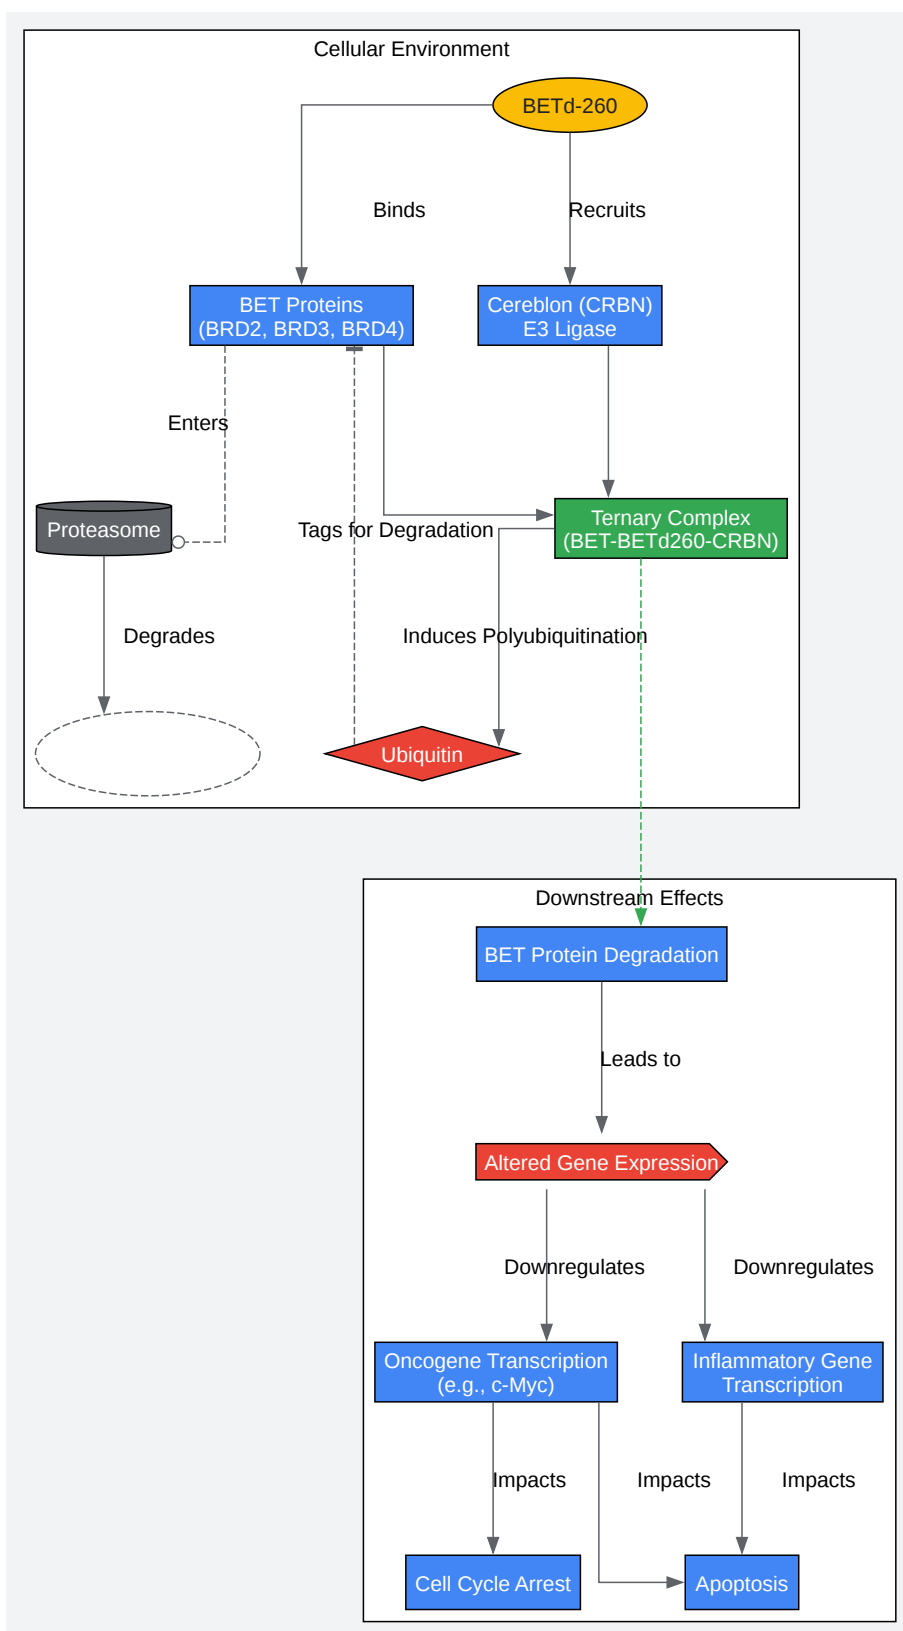 Cellular Environment
BETd-260
Binds
Recruits
BET Proteins
(BRD2, BRD3, BRD4)
Cereblon (CRBN)
E3 Ligase
Enters
Proteasome
Tags for Degradation
Ternary Complex
(BET-BETd260-CRBN)
Degrades
Induces Polyubiquitination
Ubiquitin
Downstream Effects
BET Protein Degradation
Leads to
Altered Gene Expression
Downregulates
Downregulates
Oncogene Transcription
(e.g., c-Myc)
Inflammatory Gene
Transcription
Impacts
Impacts
Impacts
Cell Cycle Arrest
Apoptosis